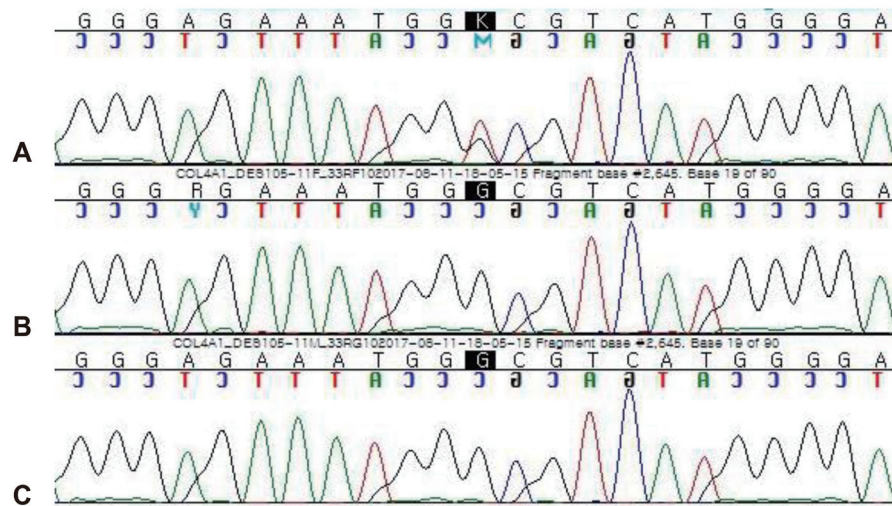 G G G A G A A A T G G K C G T C A T G G G G A
C C C T C T T T A C C M G C A G T A C C C C T
A
COL4A1_DES105-11F_33RF102017-08-11-18-05-15 Fragment base #2,645. Base 19 of 90
G G G R G A A A T G G G C G T C A T G G G G A
C C C Y C T T T A C C C G C A G T A C C C C T
B
COL4A1_DES105-11M_33RG102017-08-11-18-05-15 Fragment base #2,645. Base 19 of 90
G G G A G A A A T G G G C G T C A T G G G G A
C C C T C T T T A C C C G C A G T A C C C C T
C